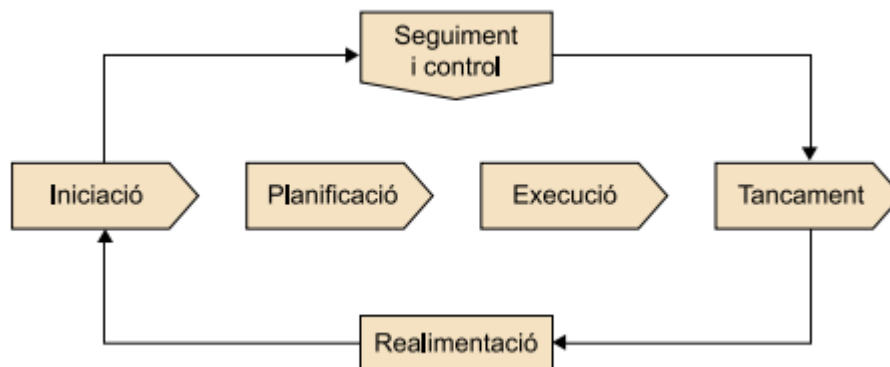 Seguiment
i control
Iniciació
Planificació
Execució
Tancament
Realimentació